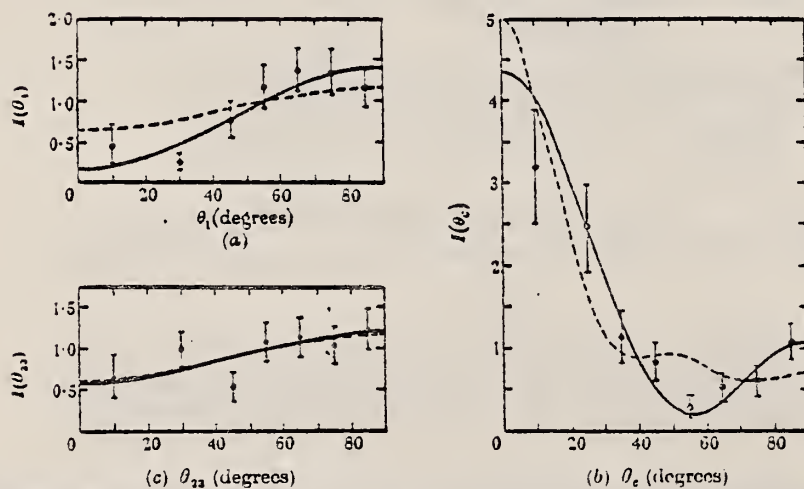 2·0
1·5
1·0
0·5
I(θ₁)
0 20 40 60 80
θ₁(degrees)
(a)
1·5
1·0
0·5
I(θ₂₃)
0 20 40 60 80
(c) θ₂₃ (degrees)
5
4
3
2
1
I(θc)
0 20 40 60 80
(b) θc (degrees)